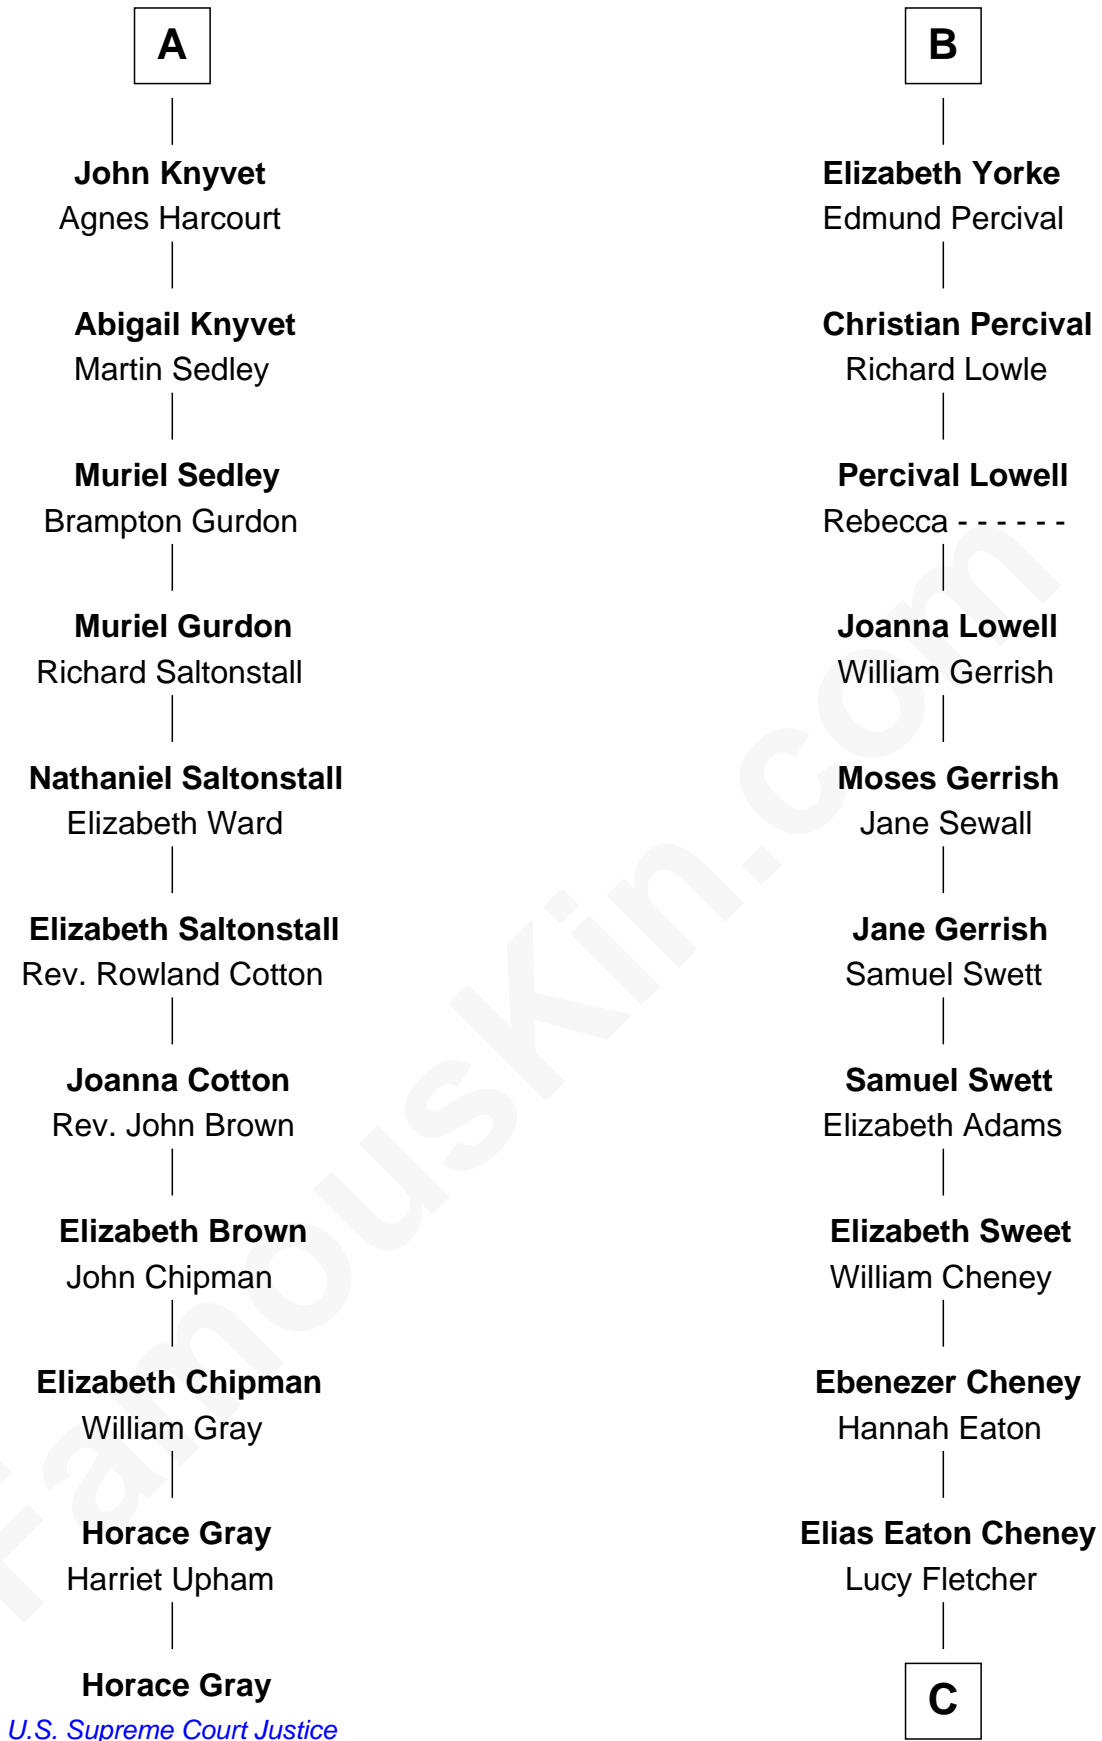 A
John Knyvet
Agnes Harcourt
Abigail Knyvet
Martin Sedley
Muriel Sedley
Brampton Gurdon
Muriel Gurdon
Richard Saltonstall
Nathaniel Saltonstall
Elizabeth Ward
Elizabeth Saltonstall
Rev. Rowland Cotton
Joanna Cotton
Rev. John Brown
Elizabeth Brown
John Chipman
Elizabeth Chipman
William Gray
Horace Gray
Harriet Upham
Horace Gray
U.S. Supreme Court Justice
B
Elizabeth Yorke
Edmund Percival
Christian Percival
Richard Lowle
Percival Lowell
Rebecca - - - - - -
Joanna Lowell
William Gerrish
Moses Gerrish
Jane Sewall
Jane Gerrish
Samuel Swett
Samuel Swett
Elizabeth Adams
Elizabeth Sweet
William Cheney
Ebenezer Cheney
Hannah Eaton
Elias Eaton Cheney
Lucy Fletcher
C
FamousKin.com